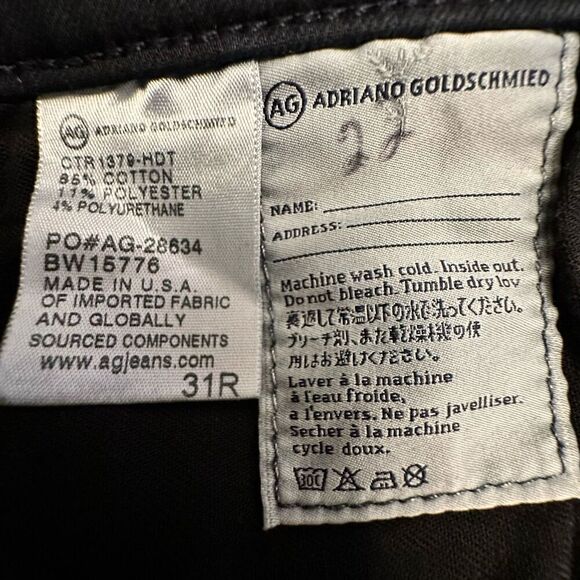 AG ADRIANO GOLDSCHMIED
CTR1379-HDT
85% COTTON
11% POLYESTER
4% POLYURETHANE
PO#AG-28634
BW15776
MADE IN U.S.A.
OF IMPORTED FABRIC
AND GLOBALLY
SOURCED COMPONENTS
www.agjeans.com
31R
AG ADRIANO GOLDSCHMIED
22
NAME:
ADDRESS:
Machine wash cold. Inside out.
Do not bleach. Tumble dry low
裏返して常温以下の水で洗ってください。
ブリーチ剤、また乾燥機の使
用はお避けください。
Laver à la machine
à l'eau froide,
a l'envers. Ne pas javelliser.
Secher à la machine
cycle doux.
30C